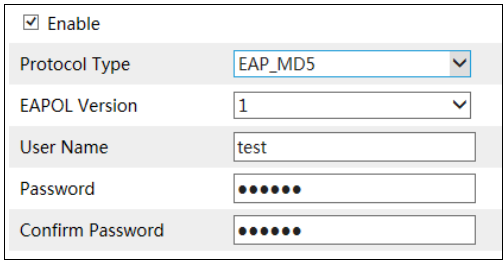 Enable
Protocol Type EAP_MD5
EAPOL Version 1
User Name test
Password ●●●●●●
Confirm Password ●●●●●●